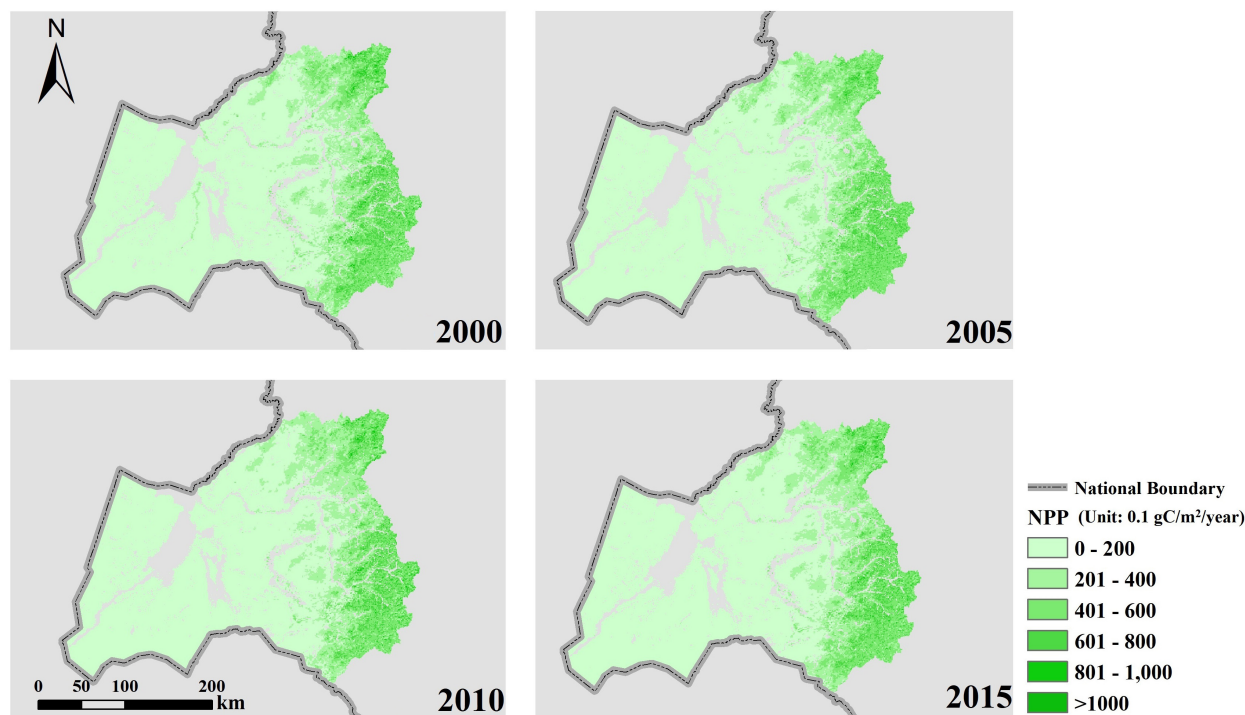 N
2000
2005
2010
0 50 100 200
km
2015
National Boundary
NPP (Unit: 0.1 gC/m²/year)
0 - 200
201 - 400
401 - 600
601 - 800
801 - 1,000
>1000